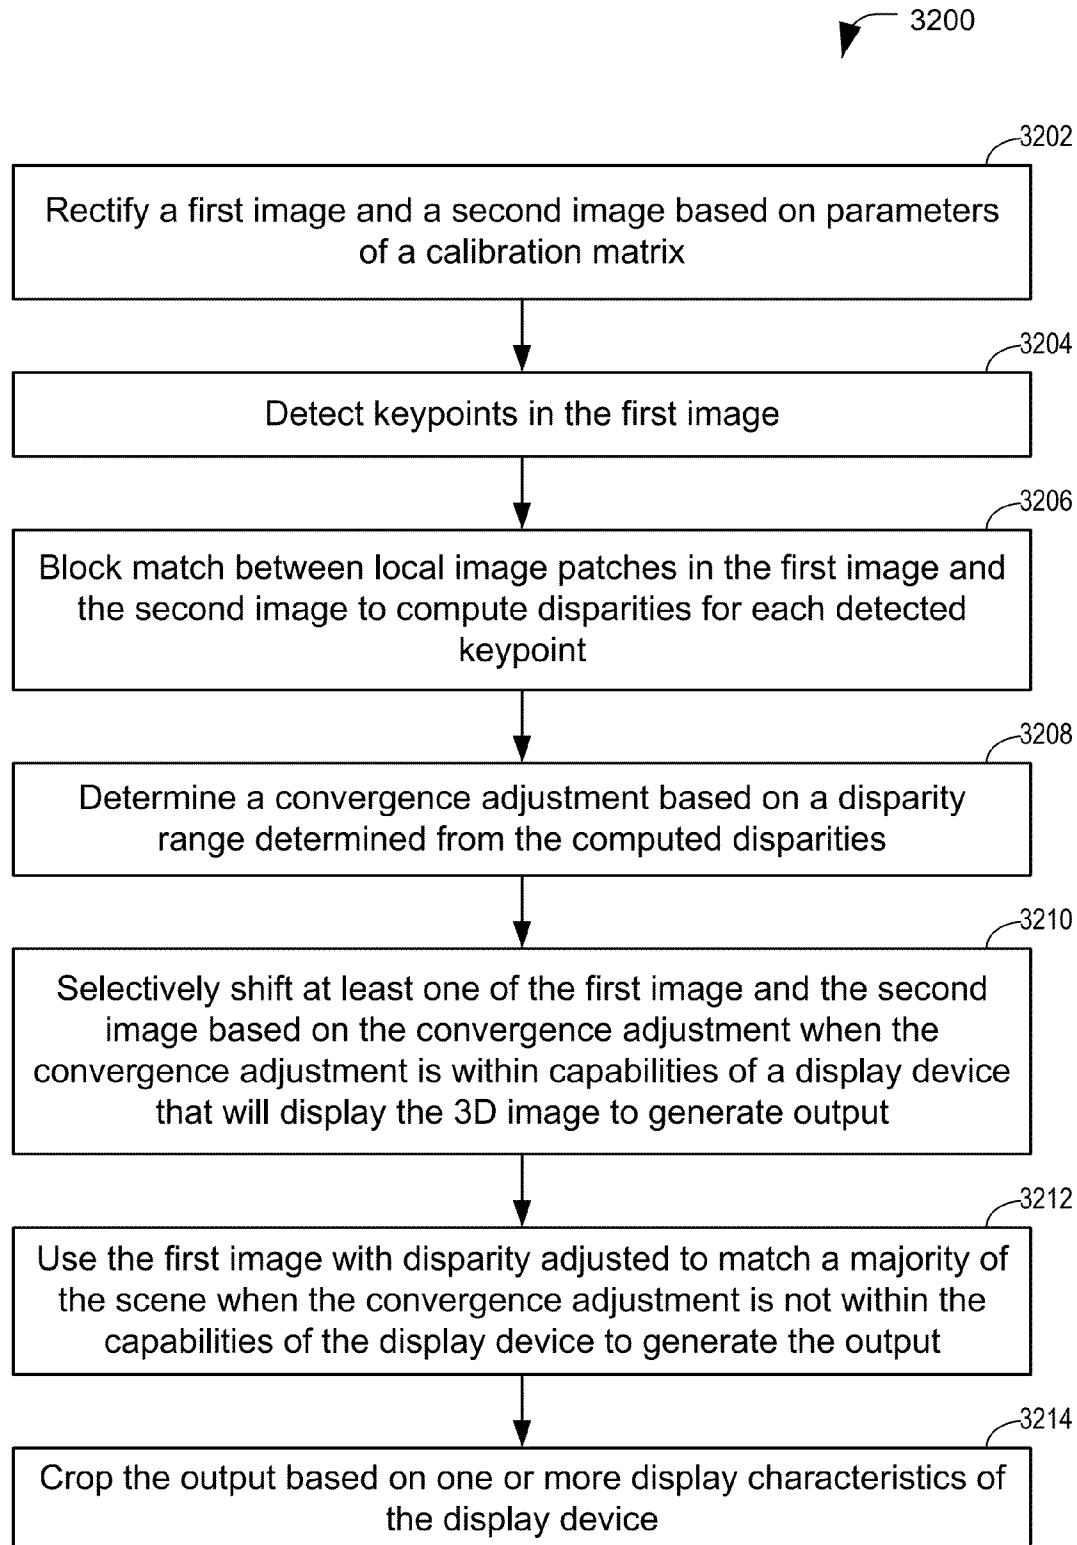 3200
3202
Rectify a first image and a second image based on parameters
of a calibration matrix
3204
Detect keypoints in the first image
3206
Block match between local image patches in the first image and
the second image to compute disparities for each detected
keypoint
3208
Determine a convergence adjustment based on a disparity
range determined from the computed disparities
3210
Selectively shift at least one of the first image and the second
image based on the convergence adjustment when the
convergence adjustment is within capabilities of a display device
that will display the 3D image to generate output
3212
Use the first image with disparity adjusted to match a majority of
the scene when the convergence adjustment is not within the
capabilities of the display device to generate the output
3214
Crop the output based on one or more display characteristics of
the display device